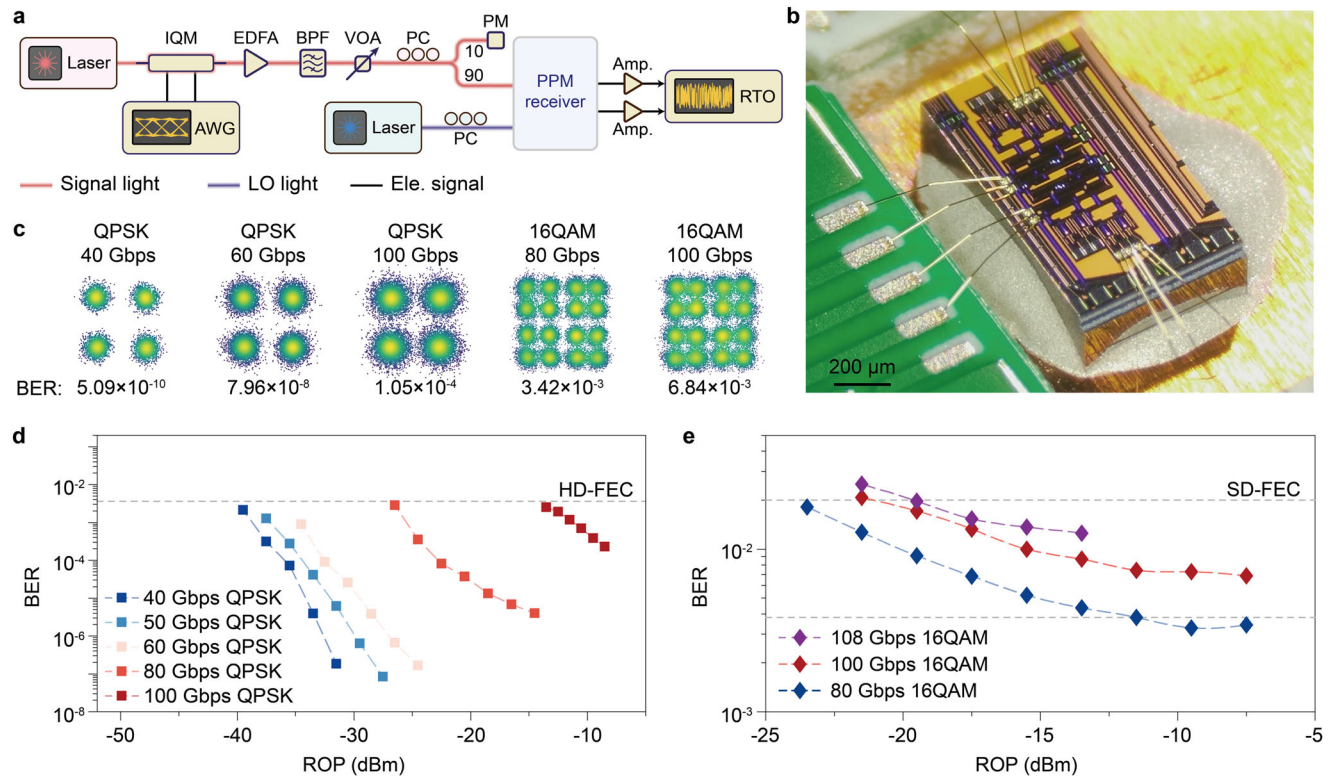 a
Laser
IQM
EDFA
BPF
VOA
PC
PM
10
90
AWG
Laser
PC
PPM
receiver
Amp.
Amp.
RTO
Signal light
LO light
Ele. signal
b
200 μm
c
QPSK
40 Gbps
QPSK
60 Gbps
QPSK
100 Gbps
16QAM
80 Gbps
16QAM
100 Gbps
BER: 5.09×10⁻¹⁰ 7.96×10⁻⁸ 1.05×10⁻⁴ 3.42×10⁻³ 6.84×10⁻³
d
HD-FEC
10⁻²
10⁻⁴
10⁻⁶
10⁻⁸
BER
40 Gbps QPSK
50 Gbps QPSK
60 Gbps QPSK
80 Gbps QPSK
100 Gbps QPSK
-50 -40 -30 -20 -10
ROP (dBm)
e
SD-FEC
10⁻²
10⁻³
BER
108 Gbps 16QAM
100 Gbps 16QAM
80 Gbps 16QAM
-25 -20 -15 -10 -5
ROP (dBm)